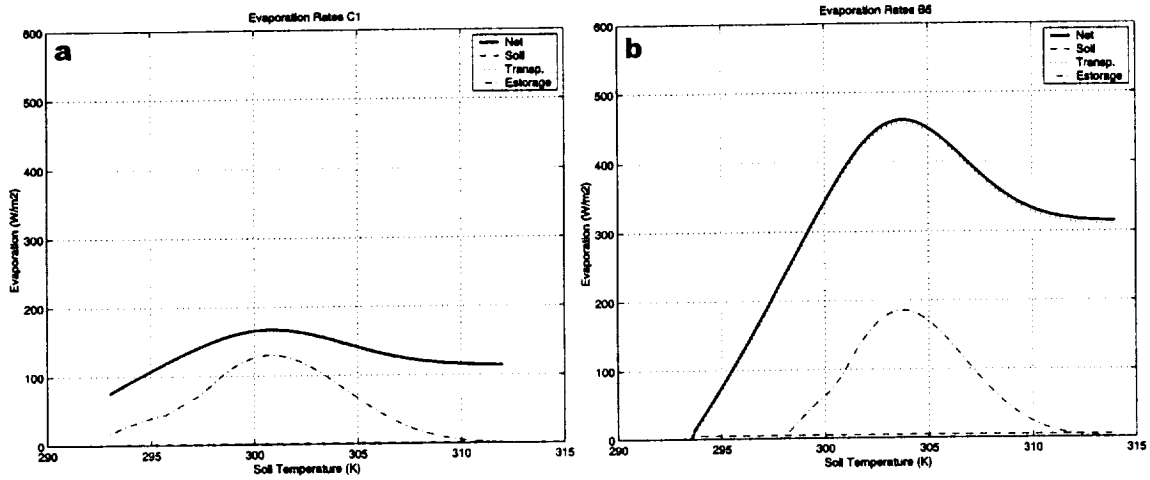 Evaporation Rates C1
a
600
500
400
300
200
100
0
Evaporation (W/m2)
290
295
300
305
310
315
Soil Temperature (K)
Net
Soil
Transp.
Estorage
Evaporation Rates B5
b
600
500
400
300
200
100
0
Evaporation (W/m2)
290
295
300
305
310
315
Soil Temperature (K)
Net
Soil
Transp.
Estorage